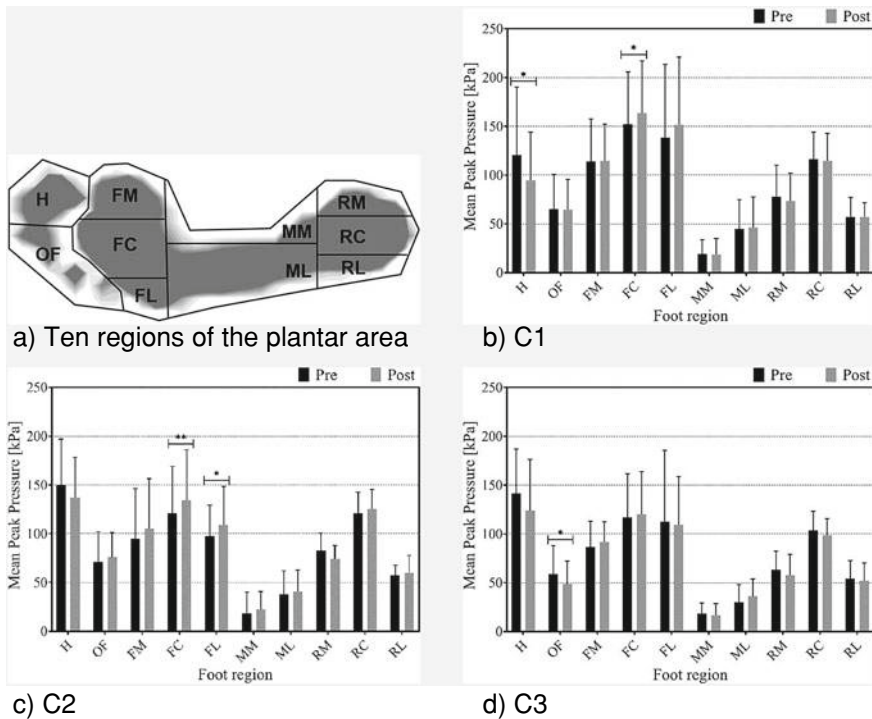 H
FM
FC
OF
FL
MM
ML
RM
RC
RL
a) Ten regions of the plantar area
Pre Post
Mean Peak Pressure [kPa]
250
200
150
100
50
0
*
*
H OF FM FC FL MM ML RM RC RL
Foot region
b) C1
Pre Post
Mean Peak Pressure [kPa]
250
200
150
100
50
0
**
*
H OF FM FC FL MM ML RM RC RL
Foot region
c) C2
Pre Post
Mean Peak Pressure [kPa]
250
200
150
100
50
0
*
H OF FM FC FL MM ML RM RC RL
Foot region
d) C3